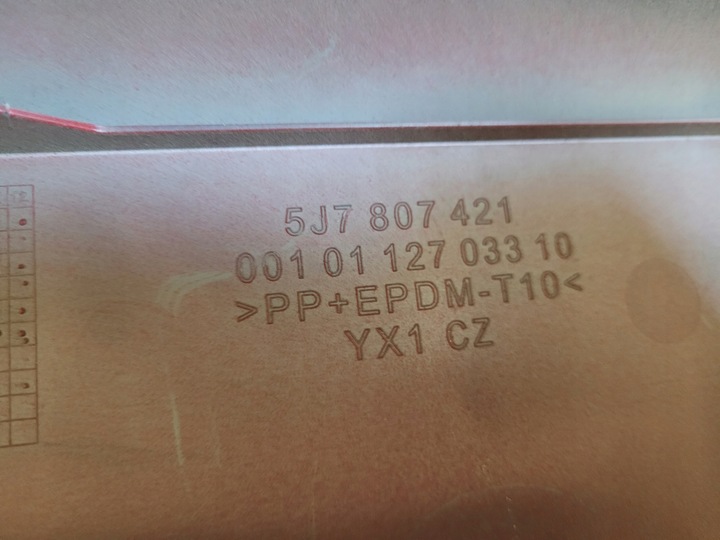 5J7 807 421
001 01 127 033 10
>PP+EPDM-T10<
YX1 CZ